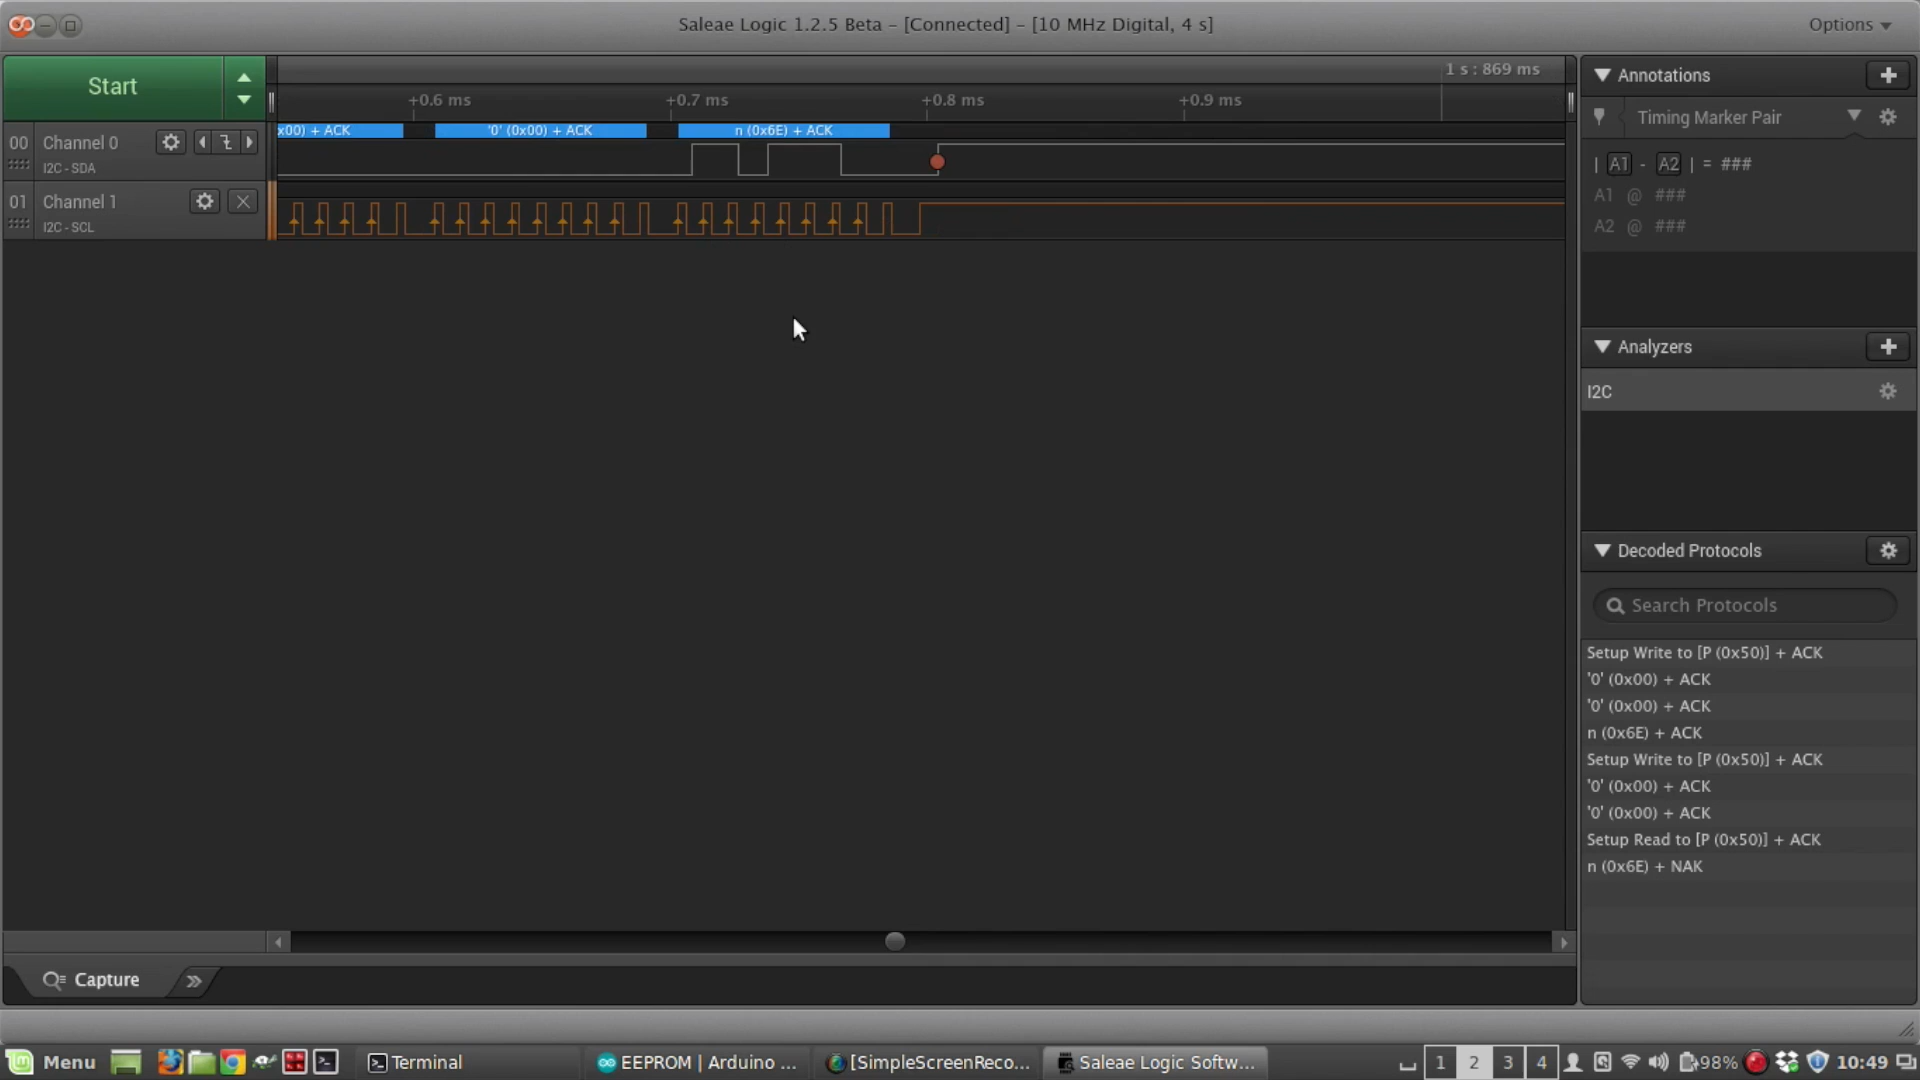 Saleae Logic 1.2.5 Beta - [Connected] - [10 MHz Digital, 4 s]
Options
Start
1 s : 869 ms
+0.6 ms
+0.7 ms
+0.8 ms
+0.9 ms
00
Channel 0
I2C - SDA
x00) + ACK
'0' (0x00) + ACK
n (0x6E) + ACK
01
Channel 1
I2C - SCL
Annotations
Timing Marker Pair
| A1 - A2 | = ###
A1 @ ###
A2 @ ###
Analyzers
I2C
Decoded Protocols
Search Protocols
Setup Write to [P (0x50)] + ACK
'0' (0x00) + ACK
'0' (0x00) + ACK
n (0x6E) + ACK
Setup Write to [P (0x50)] + ACK
'0' (0x00) + ACK
'0' (0x00) + ACK
Setup Read to [P (0x50)] + ACK
n (0x6E) + NAK
Capture
Menu
Terminal
EEPROM | Arduino ...
[SimpleScreenReco...
Saleae Logic Softw...
1 2 3 4
98%
10:49